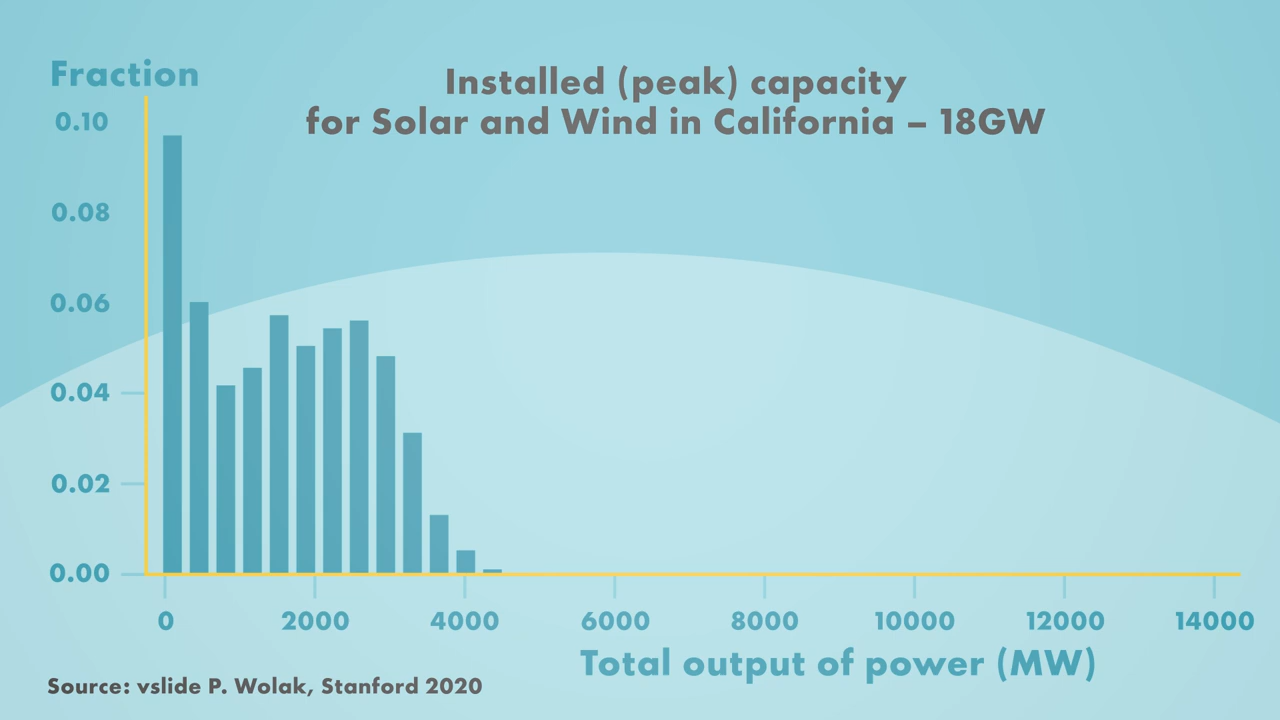 Fraction
Installed (peak) capacity
for Solar and Wind in California – 18GW
0.10
0.08
0.06
0.04
0.02
0.00
0 2000 4000 6000 8000 10000 12000 14000
Total output of power (MW)
Source: vslide P. Wolak, Stanford 2020